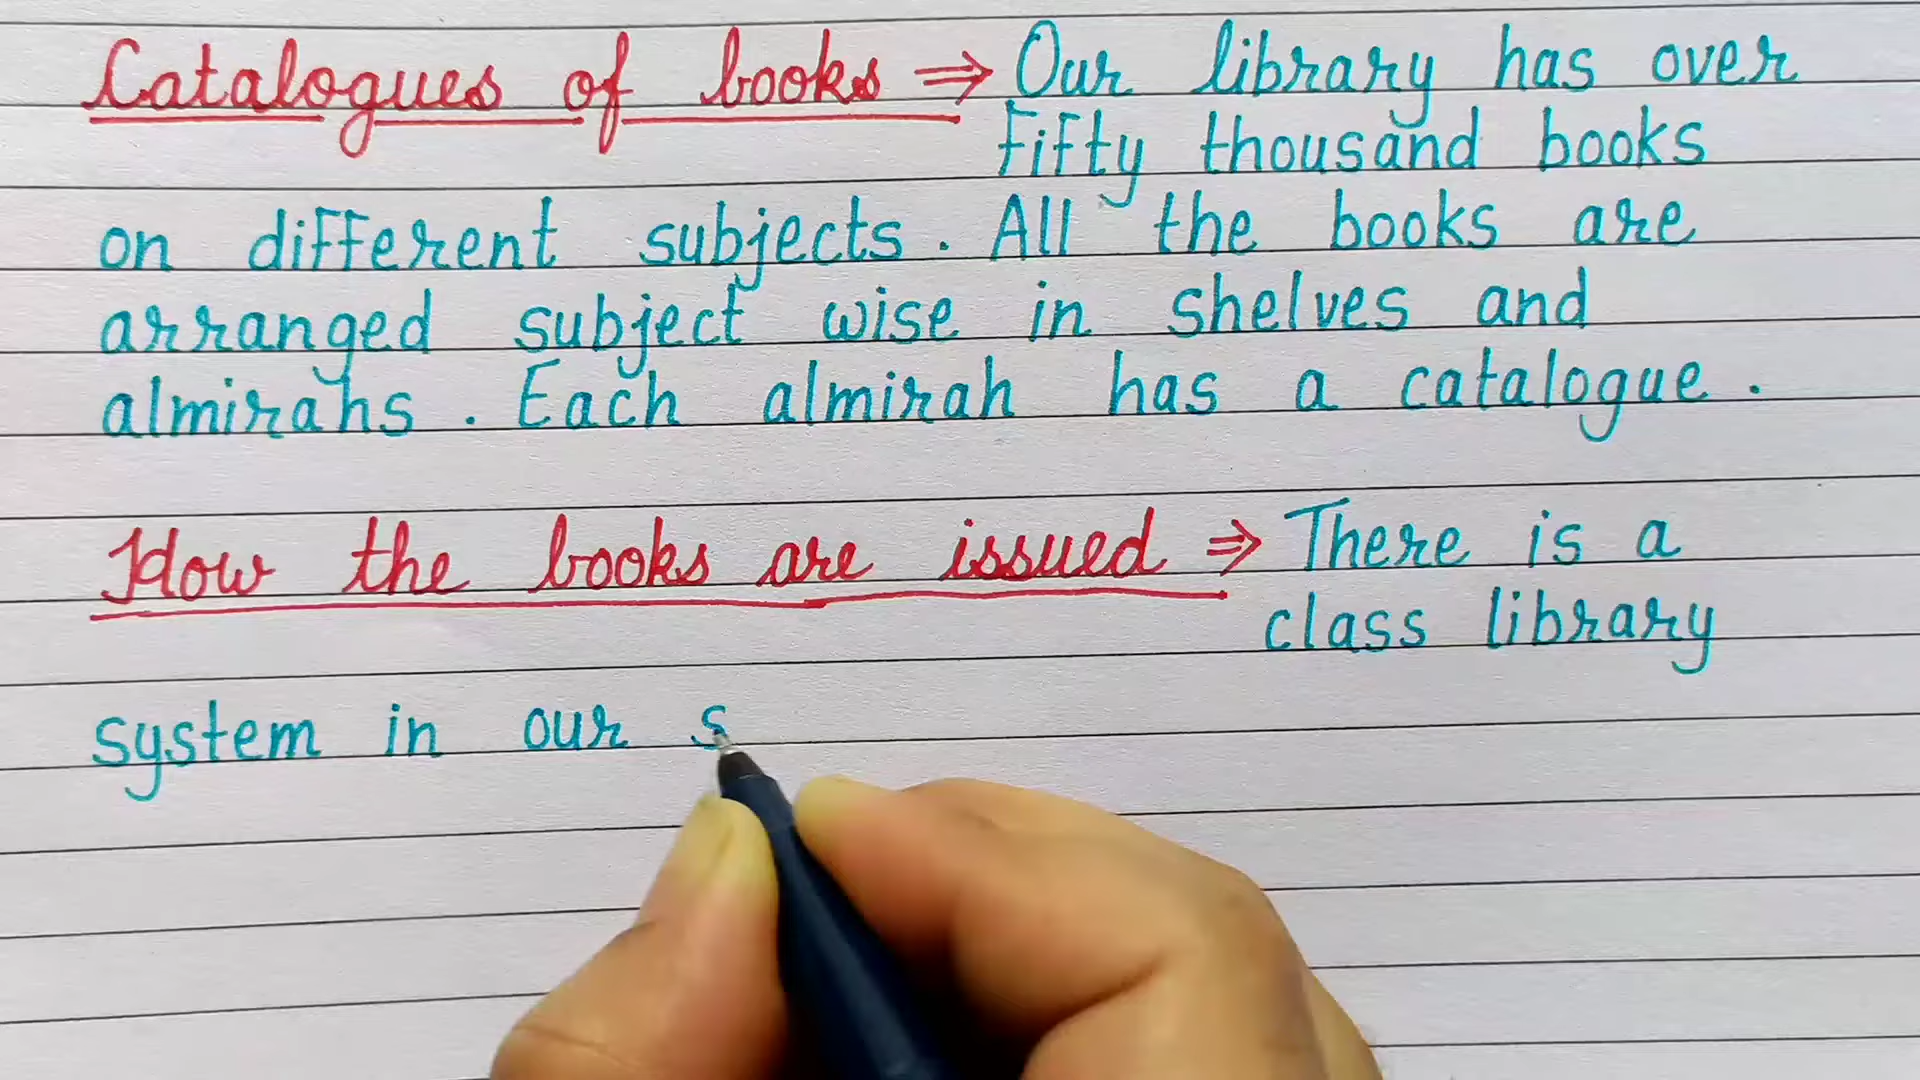 Catalogues of books ⇒ Our library has over
Fifty thousand books
on different subjects. All the books are
arranged subject wise in shelves and
almirahs. Each almirah has a catalogue.
How the books are issued ⇒ There is a
class library
system in our s